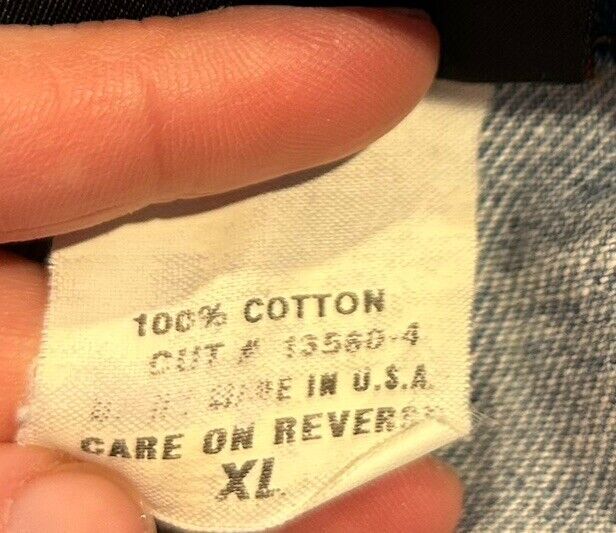 100% COTTON
CUT # 13560-4
MADE IN U.S.A.
CARE ON REVERSE
XL